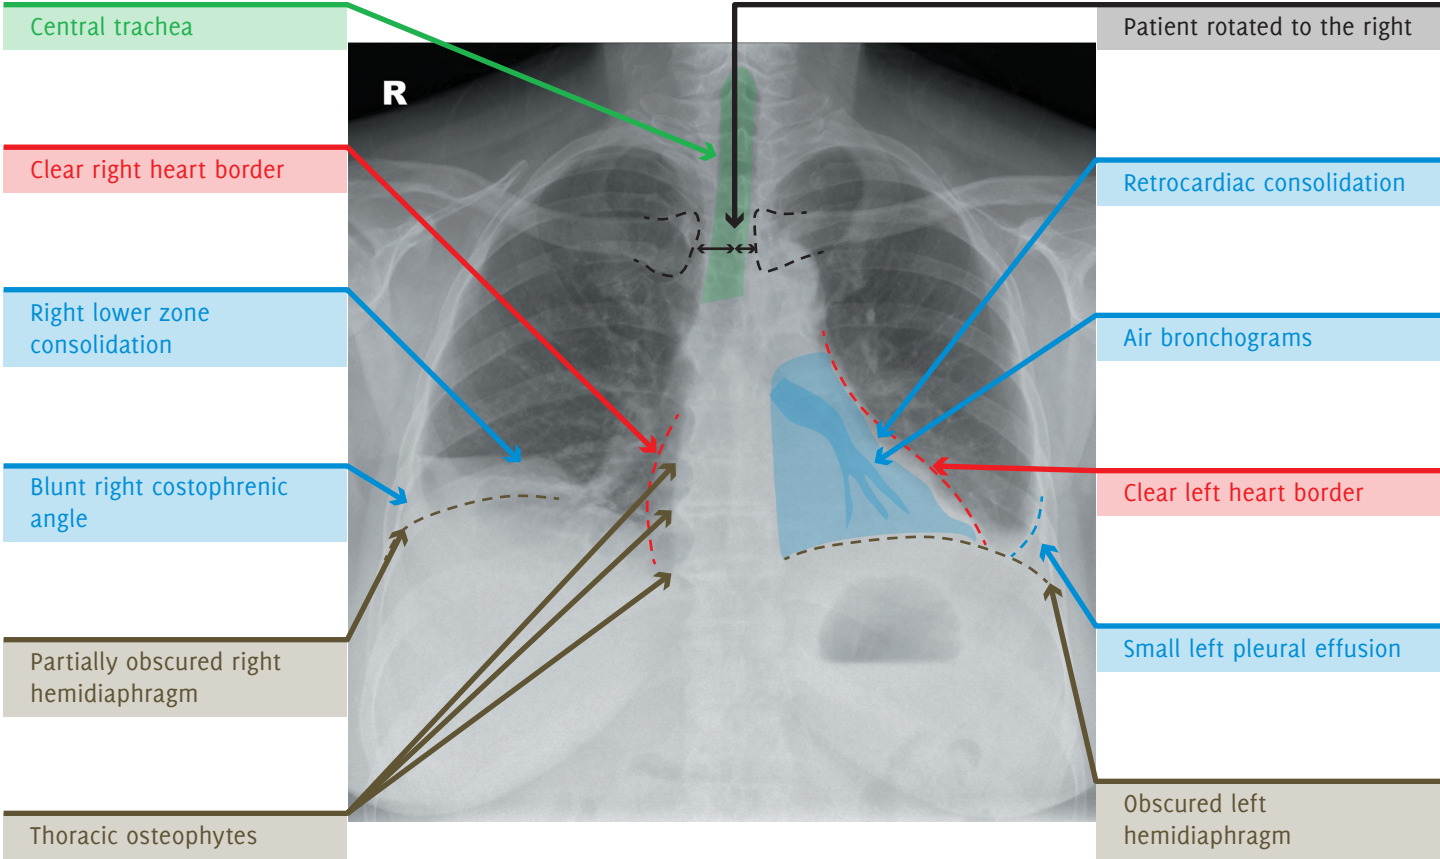 Central trachea
Clear right heart border
Right lower zone
consolidation
Blunt right costophrenic
angle
Partially obscured right
hemidiaphragm
Thoracic osteophytes
R
Patient rotated to the right
Retrocardiac consolidation
Air bronchograms
Clear left heart border
Small left pleural effusion
Obscured left
hemidiaphragm